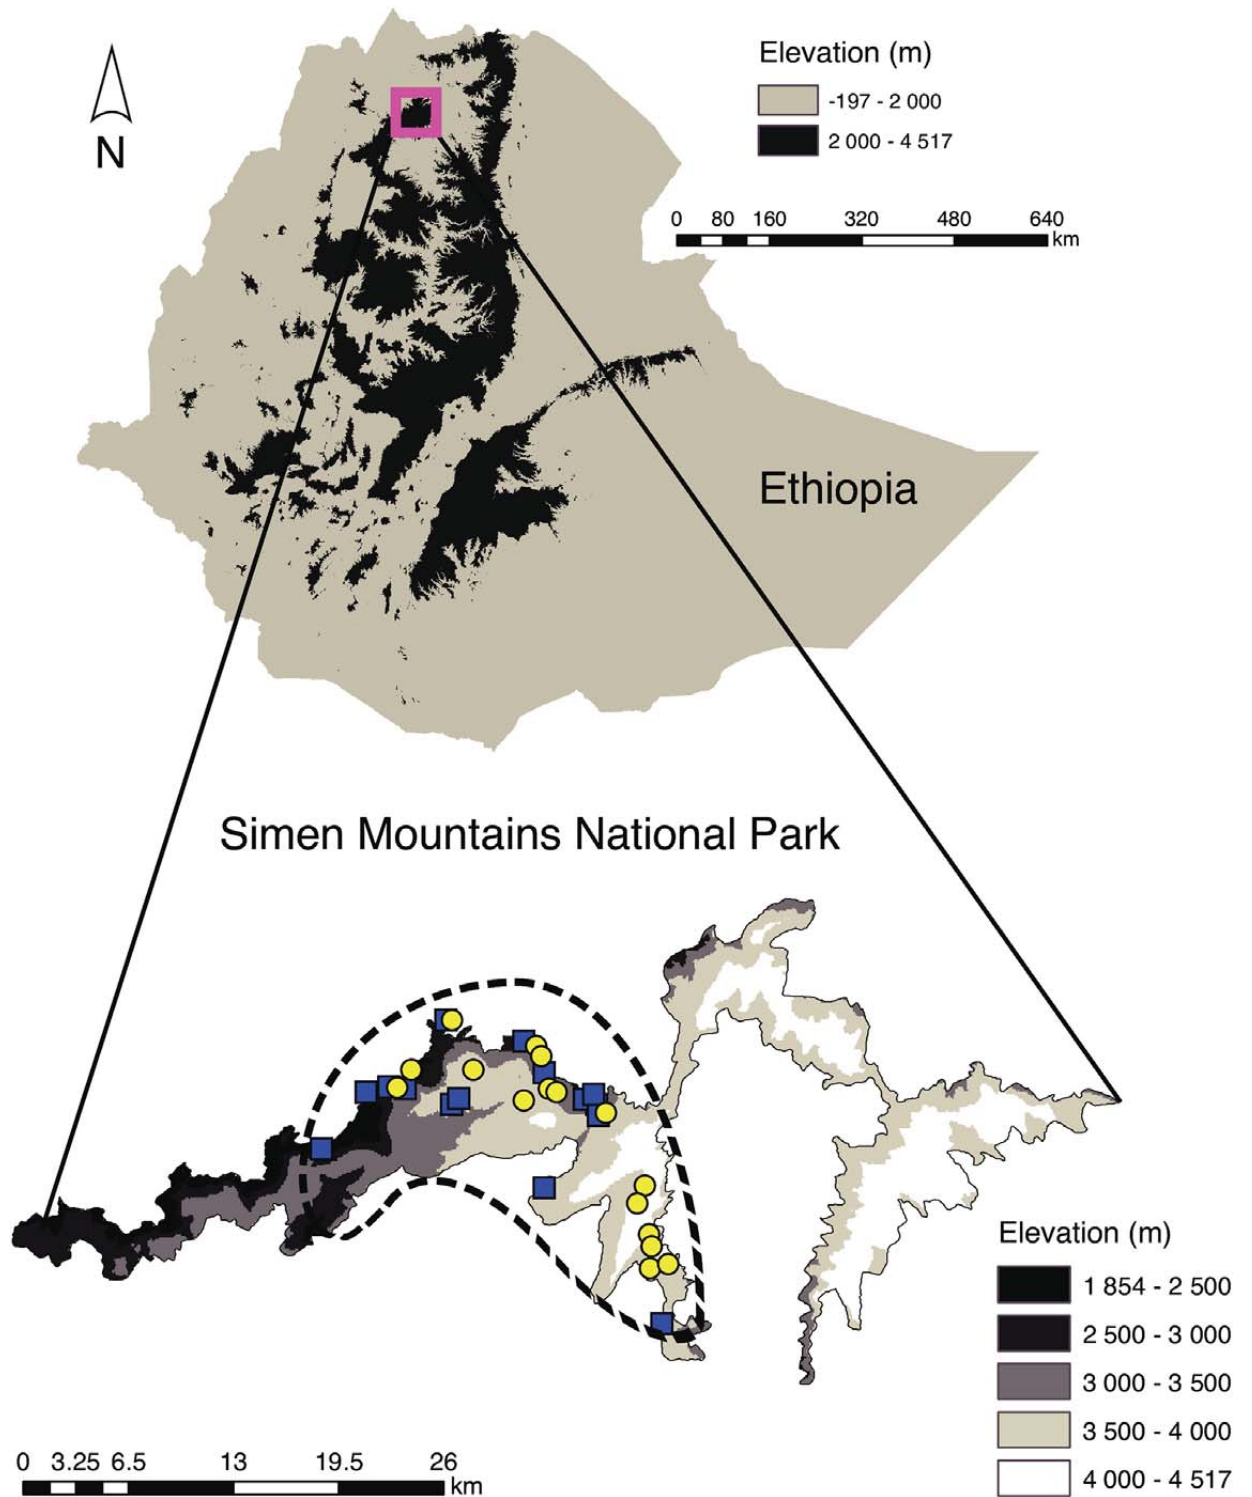 Elevation (m)
-197 - 2 000
2 000 - 4 517
N
0 80 160 320 480 640
km
Ethiopia
Simen Mountains National Park
Elevation (m)
1 854 - 2 500
2 500 - 3 000
3 000 - 3 500
3 500 - 4 000
4 000 - 4 517
0 3.25 6.5 13 19.5 26
km